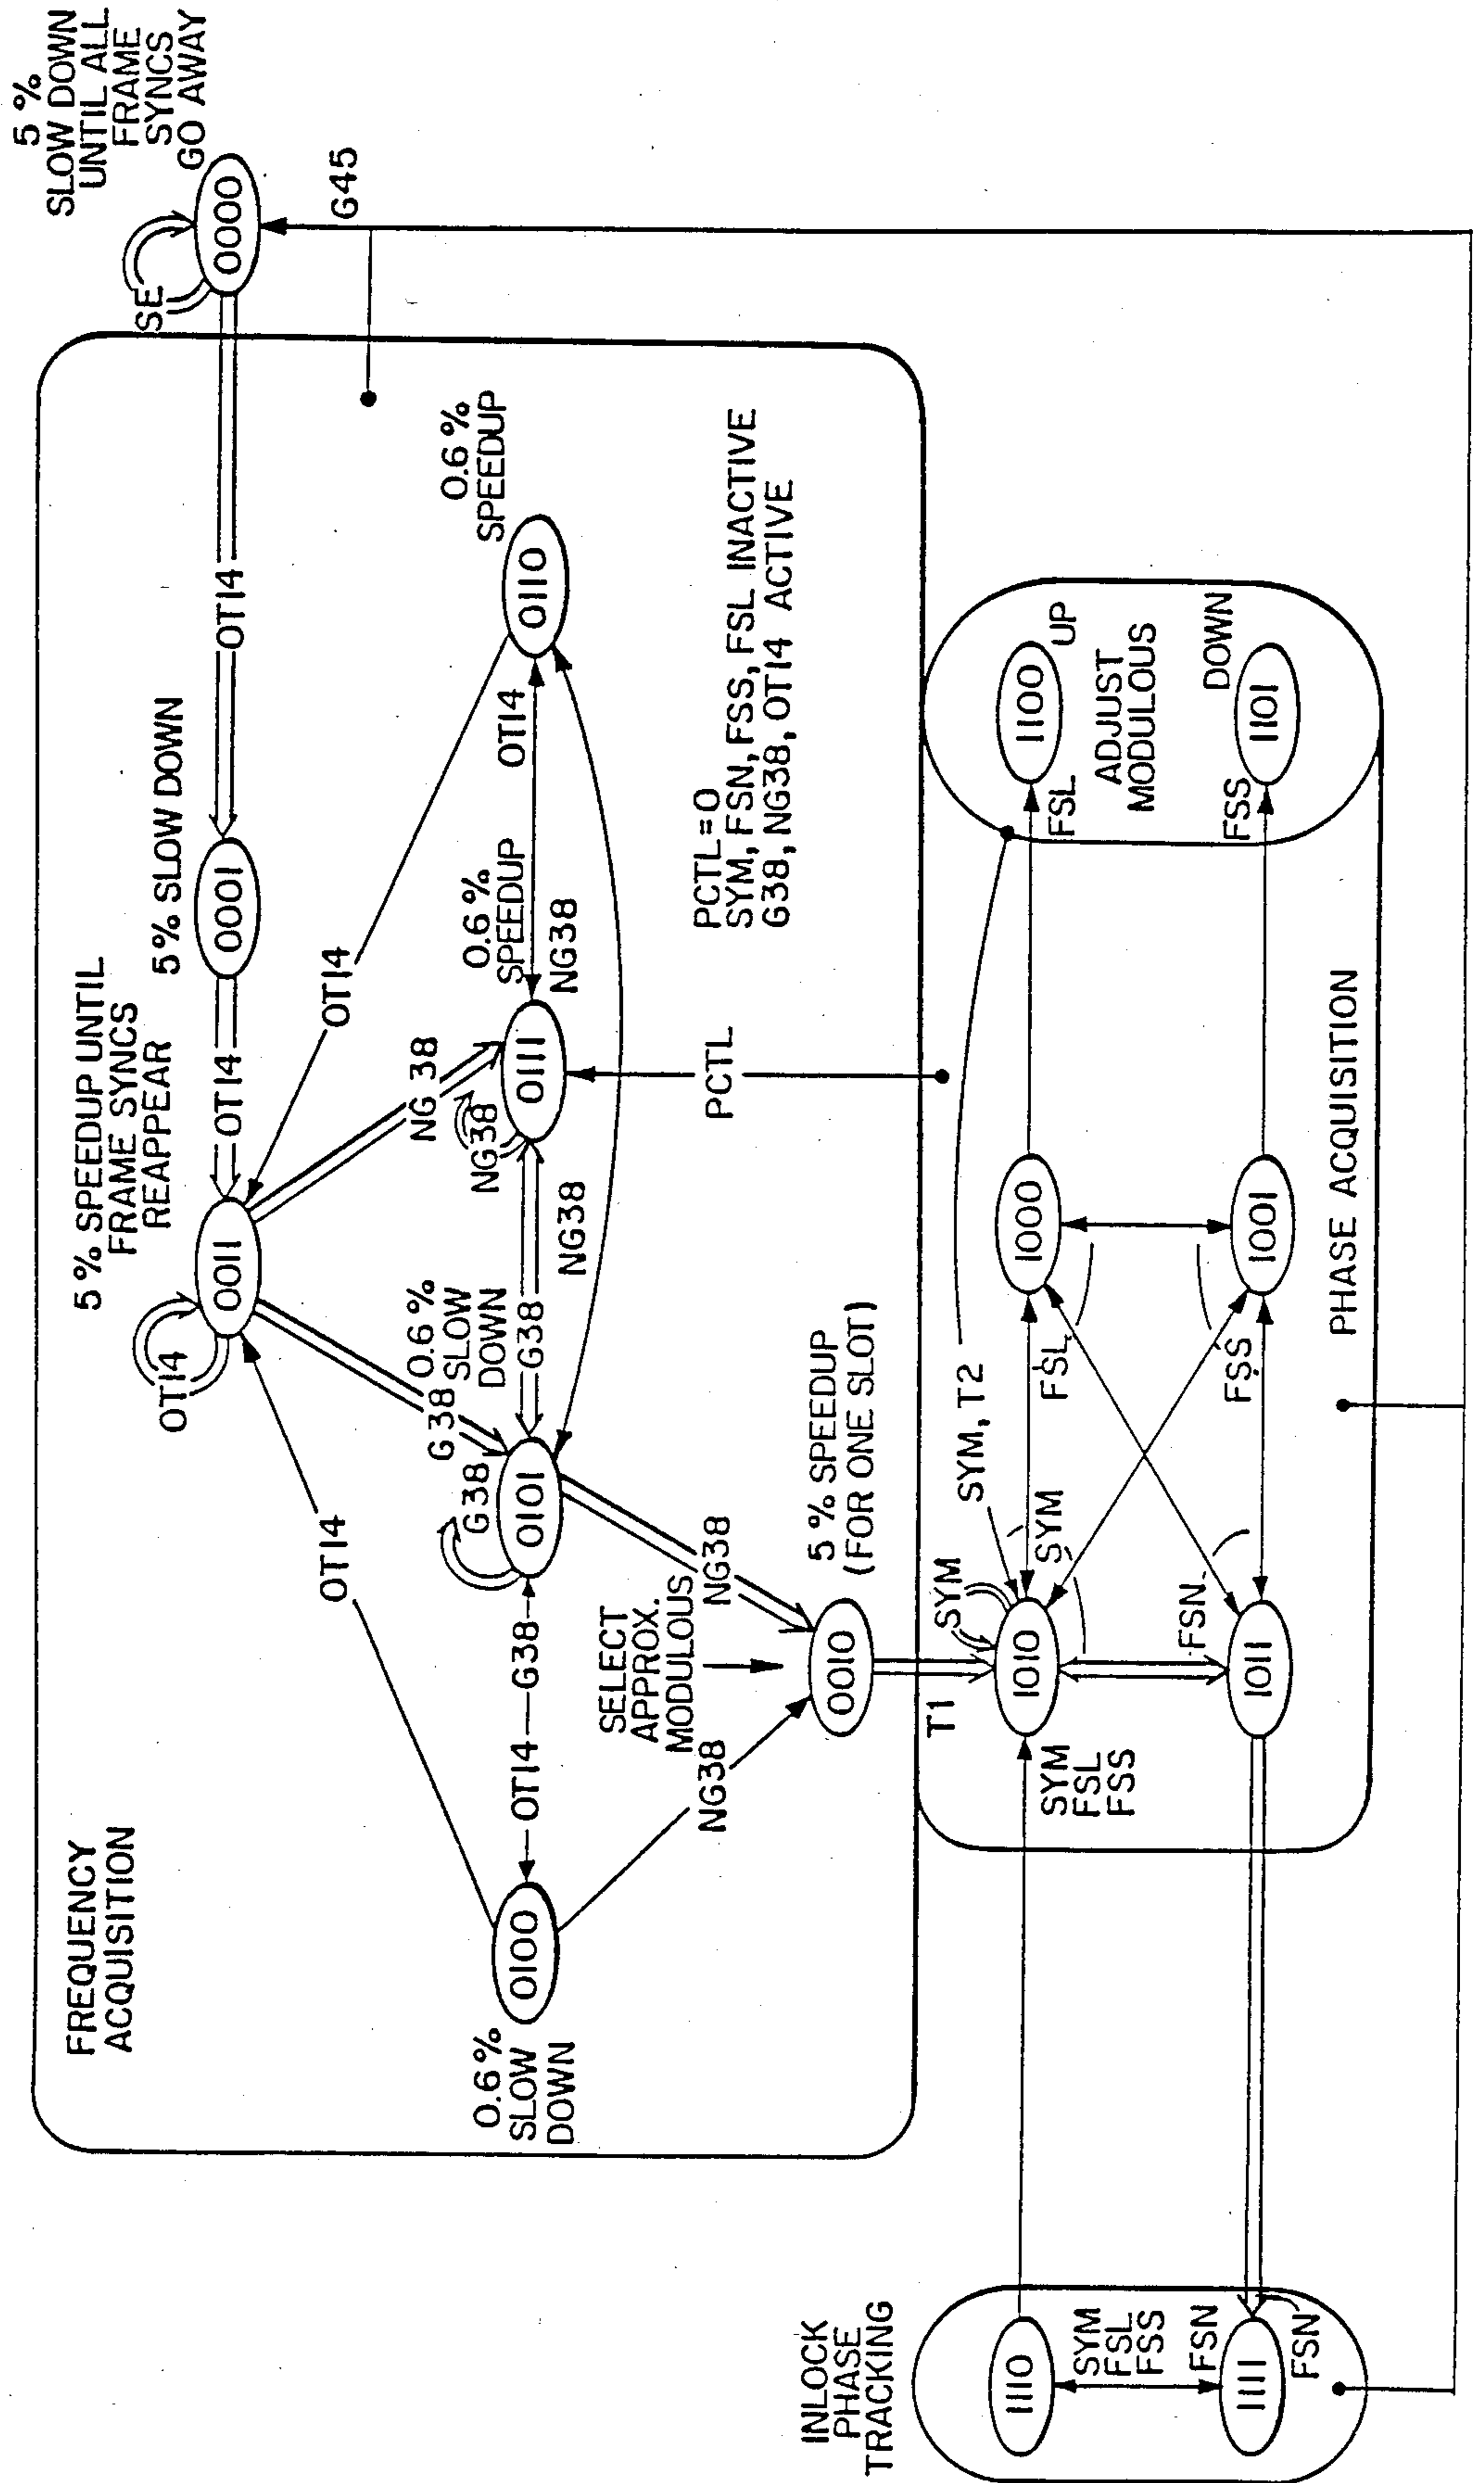 5 %
SLOW DOWN
UNTIL ALL
FRAME
SYNCS
GO AWAY
SE
0000
G45
OT14
5 % SLOW DOWN
0001
OT14
5 % SPEEDUP UNTIL
FRAME SYNCS
REAPPEAR
0011
OT14
FREQUENCY
ACQUISITION
OT14
OT14
NG 38
G 38
0.6 %
SPEEDUP
0110
OT14
0.6 %
SPEEDUP
NG38
0111
NG38
NG38
0.6 %
SLOW
DOWN
G38
G38
0101
G38
OT14
0100
0.6 %
SLOW
DOWN
NG38
NG38
SELECT
APPROX.
MODULOUS
0010
5 % SPEEDUP
(FOR ONE SLOT)
PCTL
PCTL = 0
SYM, FSN, FSS, FSL INACTIVE
G38, NG38, OT14 ACTIVE
T1
SYM, T2
SYM
1010
SYM
SYM
FSL
FSS
FSL
1000
FSL
1100
UP
ADJUST
MODULOUS
DOWN
1101
FSS
1001
FSS
FSN
1011
PHASE ACQUISITION
INLOCK
PHASE
TRACKING
1110
SYM
FSL
FSS
FSN
1111
FSN